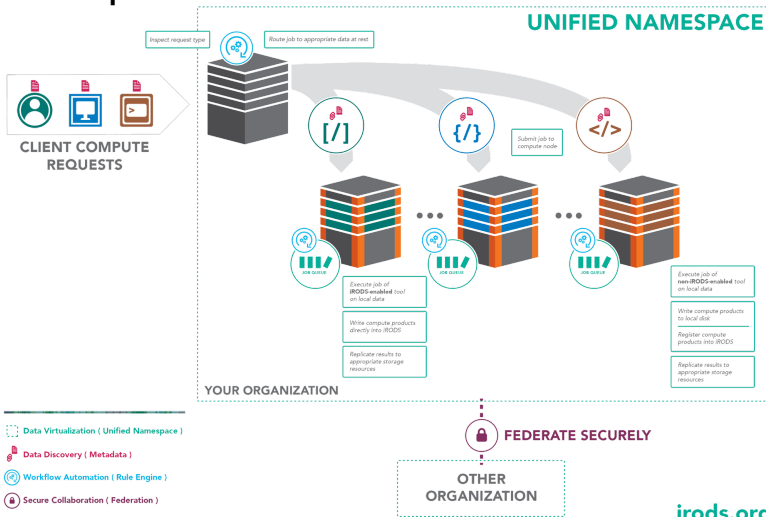 UNIFIED NAMESPACE
Inspect request type
Route job to appropriate data at rest
CLIENT COMPUTE
REQUESTS
[/]
{/}
</>
Submit job to
compute node
JOB QUEUE
JOB QUEUE
JOB QUEUE
Execute job of
iRODS-enabled tool
on local data
Write compute products
directly into iRODS
Replicate results to
appropriate storage
resources
Execute job of
non-iRODS-enabled tool
on local data
Write compute products
to local disk
Register compute
products into iRODS
Replicate results to
appropriate storage
resources
YOUR ORGANIZATION
FEDERATE SECURELY
OTHER
ORGANIZATION
Data Virtualization ( Unified Namespace )
Data Discovery ( Metadata )
Workflow Automation ( Rule Engine )
Secure Collaboration ( Federation )
irods.org